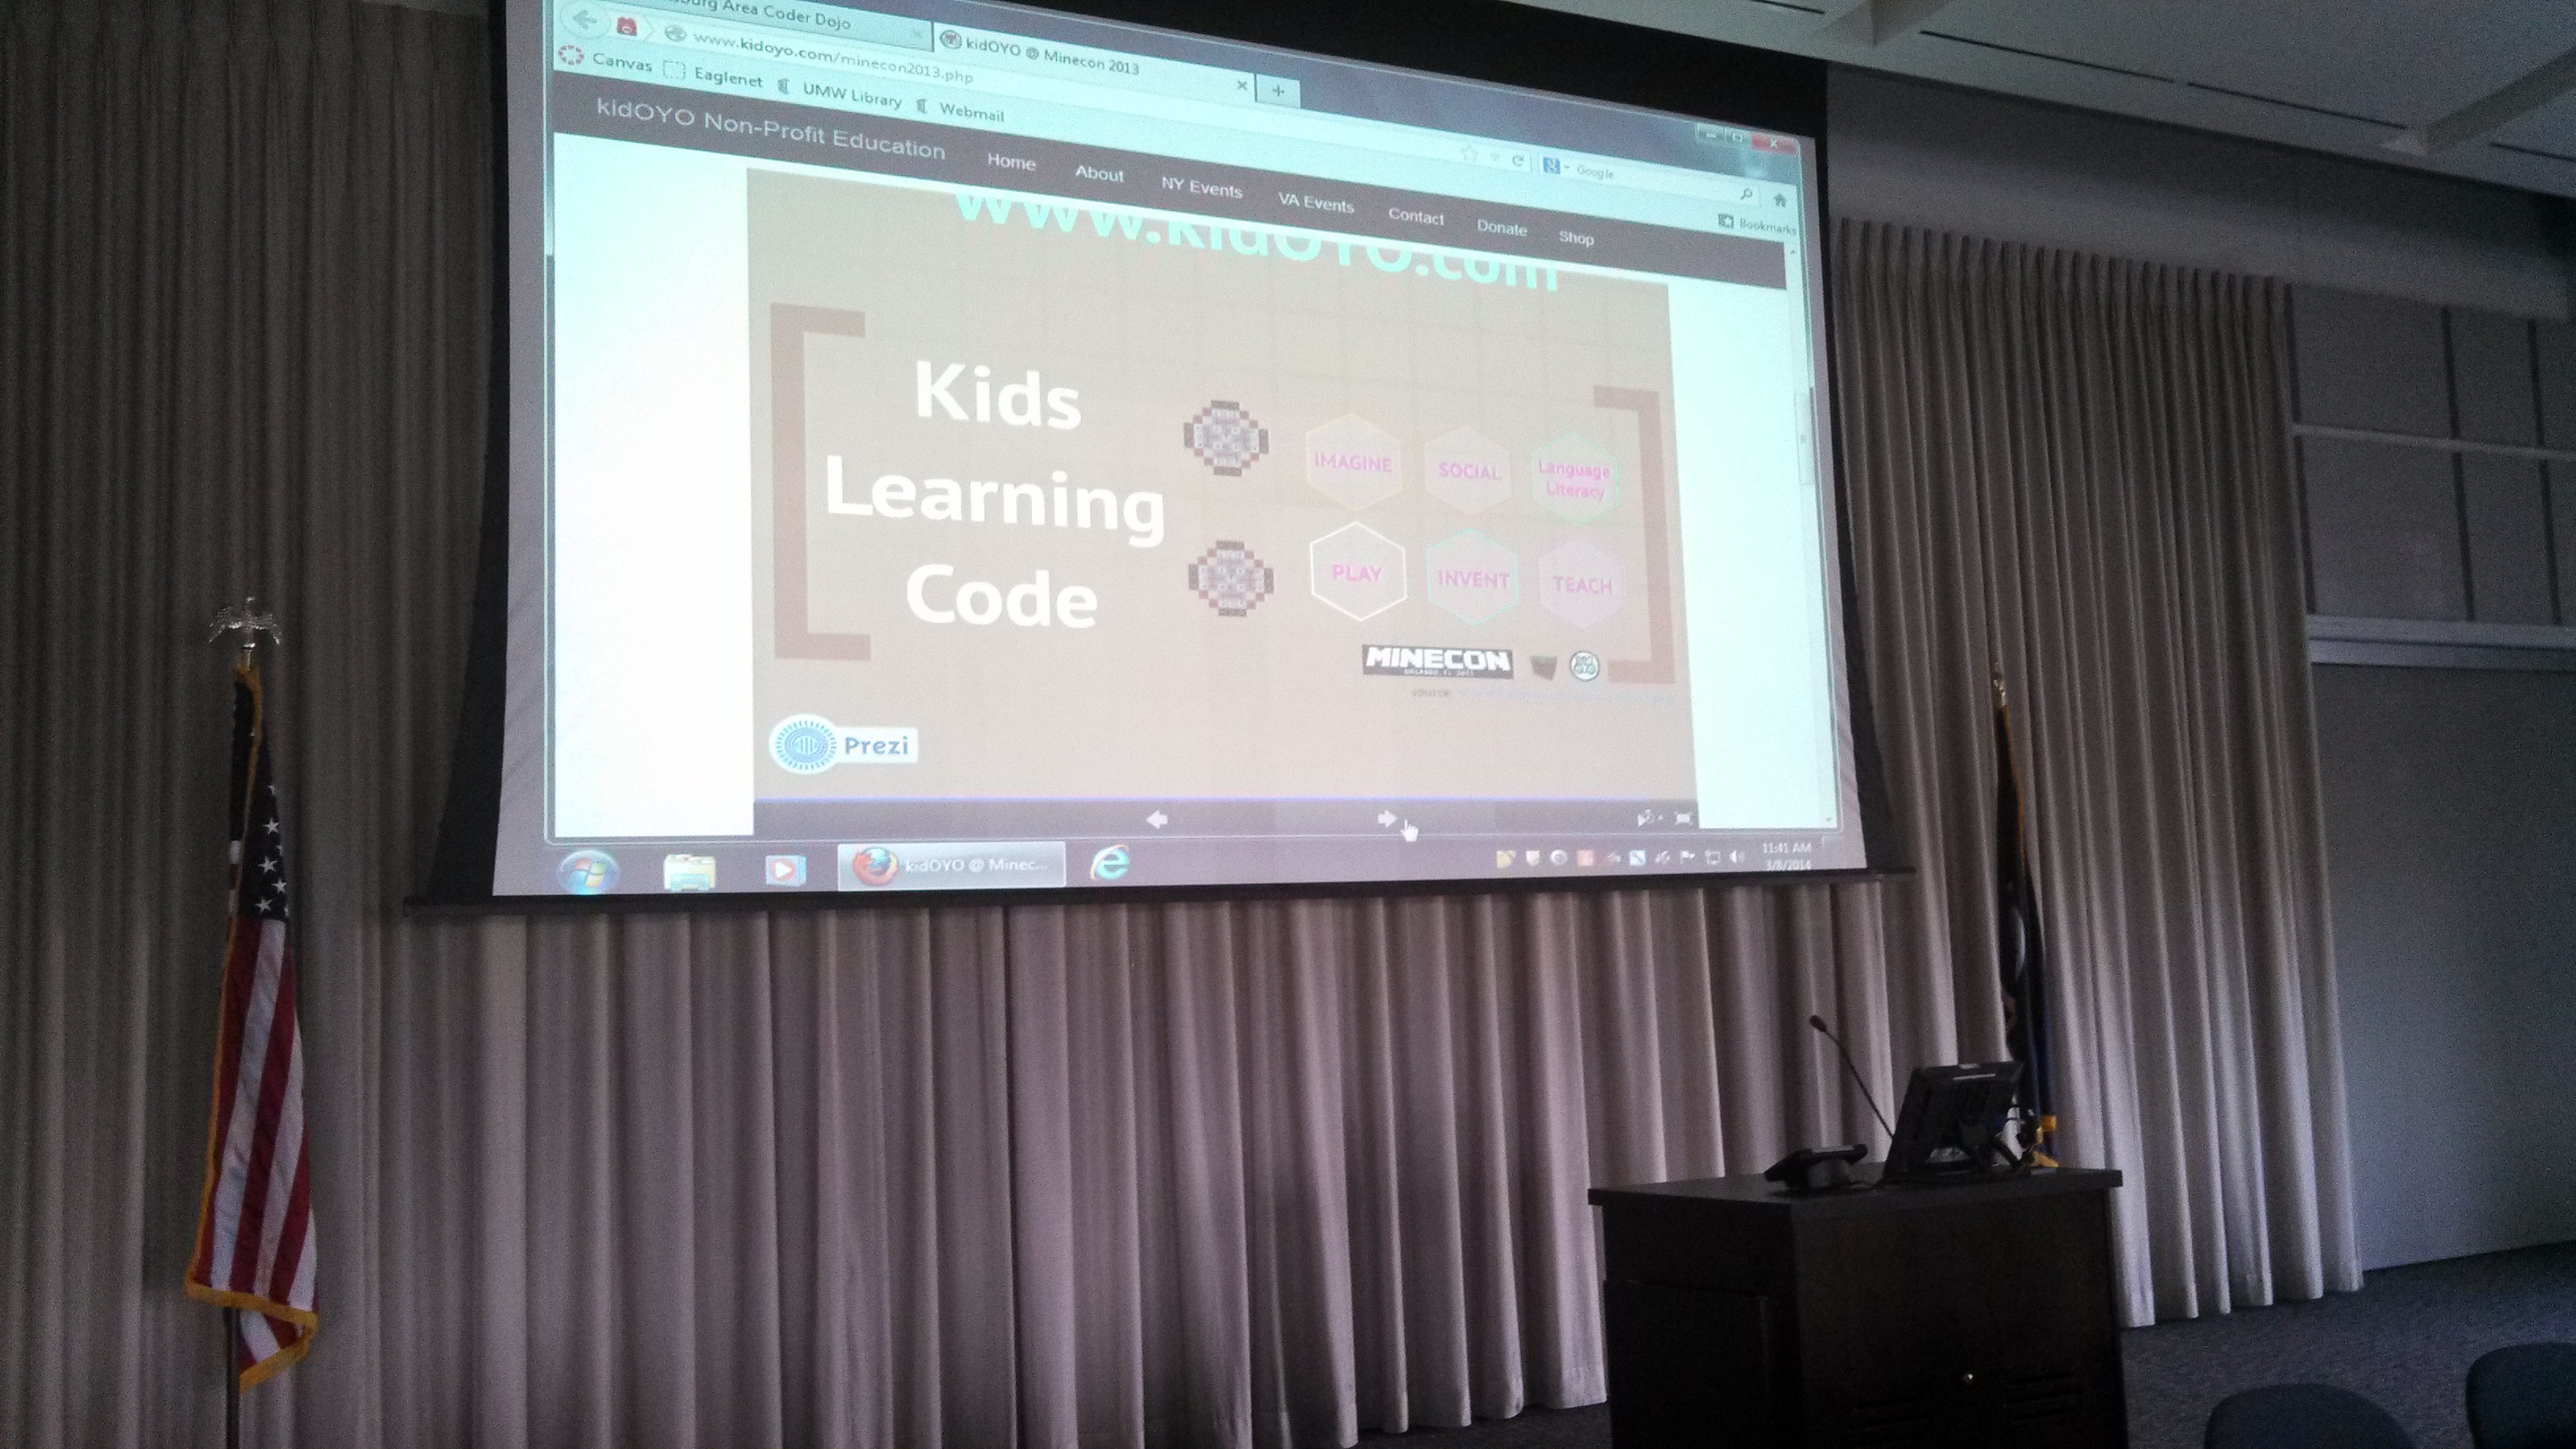 Area Coder Dojo
kidOYO @ Minecon 2013
www.kidoyo.com/minecon2013.php
Google
Canvas Eaglenet UMW Library Webmail
Bookmarks
kidOYO Non-Profit Education Home About NY Events VA Events Contact Donate Shop
www.kidOYO.com
Kids
Learning
Code
IMAGINE SOCIAL Language
Literacy
PLAY INVENT TEACH
MINECON
source
Prezi
kidOYO @ Minec...
11:41 AM
3/8/2014